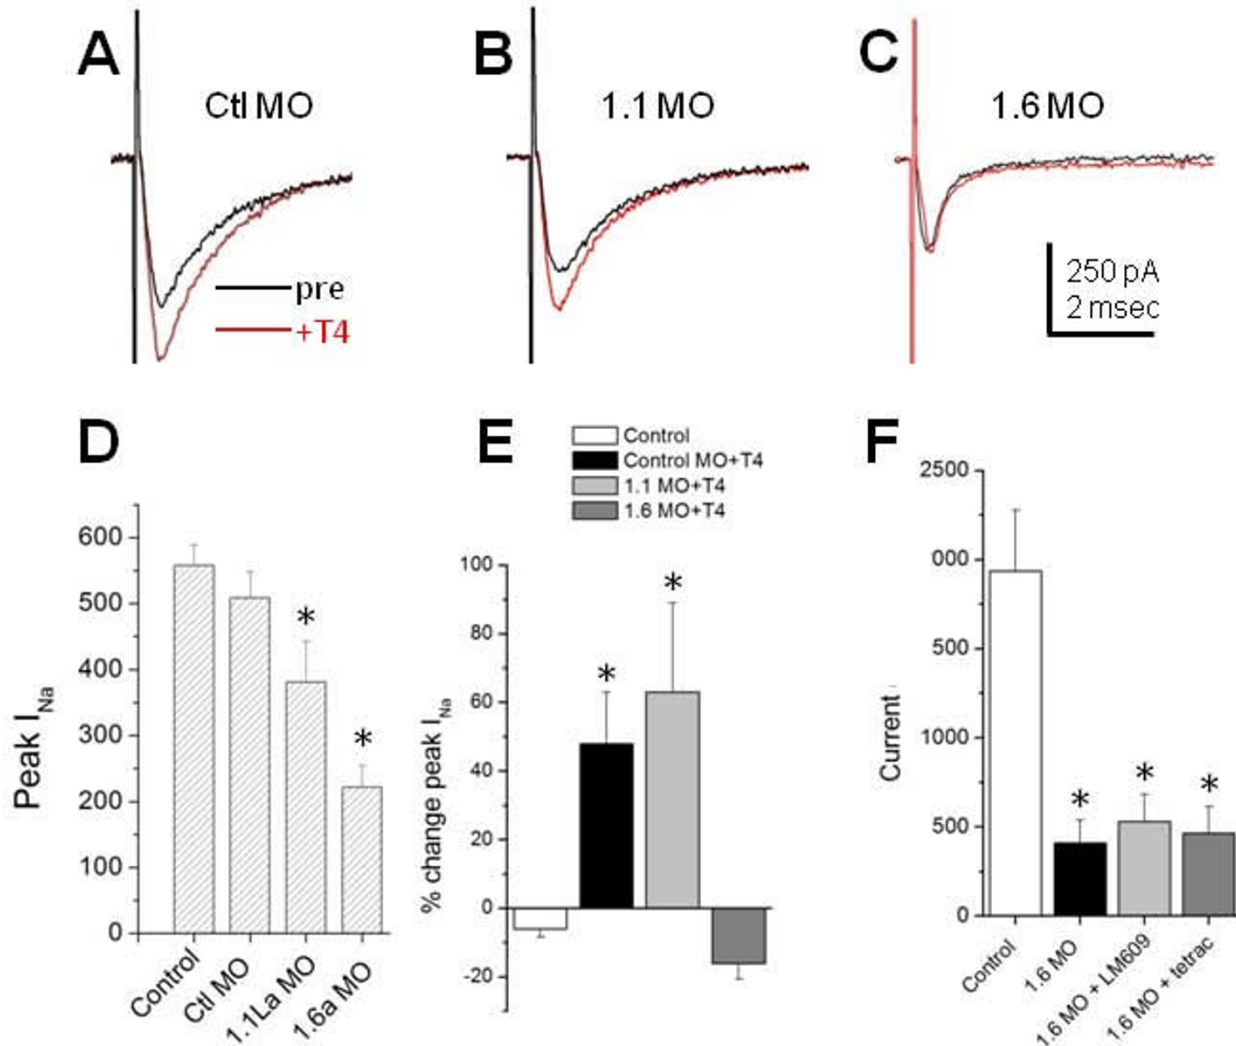 A
B
C
Ctl MO
1.1 MO
1.6 MO
pre
+T4
250 pA
2 msec
D
E
F
Control
Control MO+T4
1.1 MO+T4
1.6 MO+T4
Peak I Na
600
500
400
300
200
100
0
Control
Ctl MO
1.1La MO
1.6a MO
*
*
% change peak I Na
100
80
60
40
20
0
-20
*
*
Current
2500
000
500
1000
500
0
*
*
*
Control
1.6 MO
1.6 MO + LM609
1.6 MO + tetrac